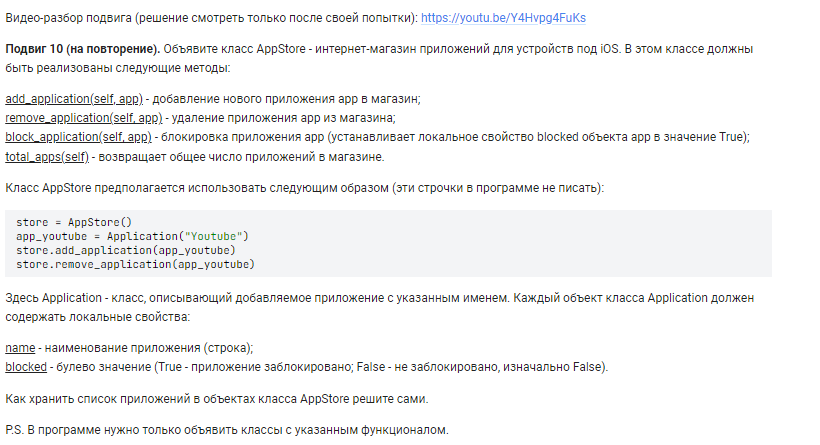 Видео-разбор подвига (решение смотреть только после своей попытки): https://youtu.be/Y4Hvpg4FuKs
Подвиг 10 (на повторение). Объявите класс AppStore - интернет-магазин приложений для устройств под iOS. В этом классе должны
быть реализованы следующие методы:
add_application(self, app) - добавление нового приложения app в магазин;
remove_application(self, app) - удаление приложения app из магазина;
block_application(self, app) - блокировка приложения app (устанавливает локальное свойство blocked объекта app в значение True);
total_apps(self) - возвращает общее число приложений в магазине.
Класс AppStore предполагается использовать следующим образом (эти строчки в программе не писать):
store = AppStore()
app_youtube = Application("Youtube")
store.add_application(app_youtube)
store.remove_application(app_youtube)
Здесь Application - класс, описывающий добавляемое приложение с указанным именем. Каждый объект класса Application должен
содержать локальные свойства:
name - наименование приложения (строка);
blocked - булево значение (True - приложение заблокировано; False - не заблокировано, изначально False).
Как хранить список приложений в объектах класса AppStore решите сами.
P.S. В программе нужно только объявить классы с указанным функционалом.